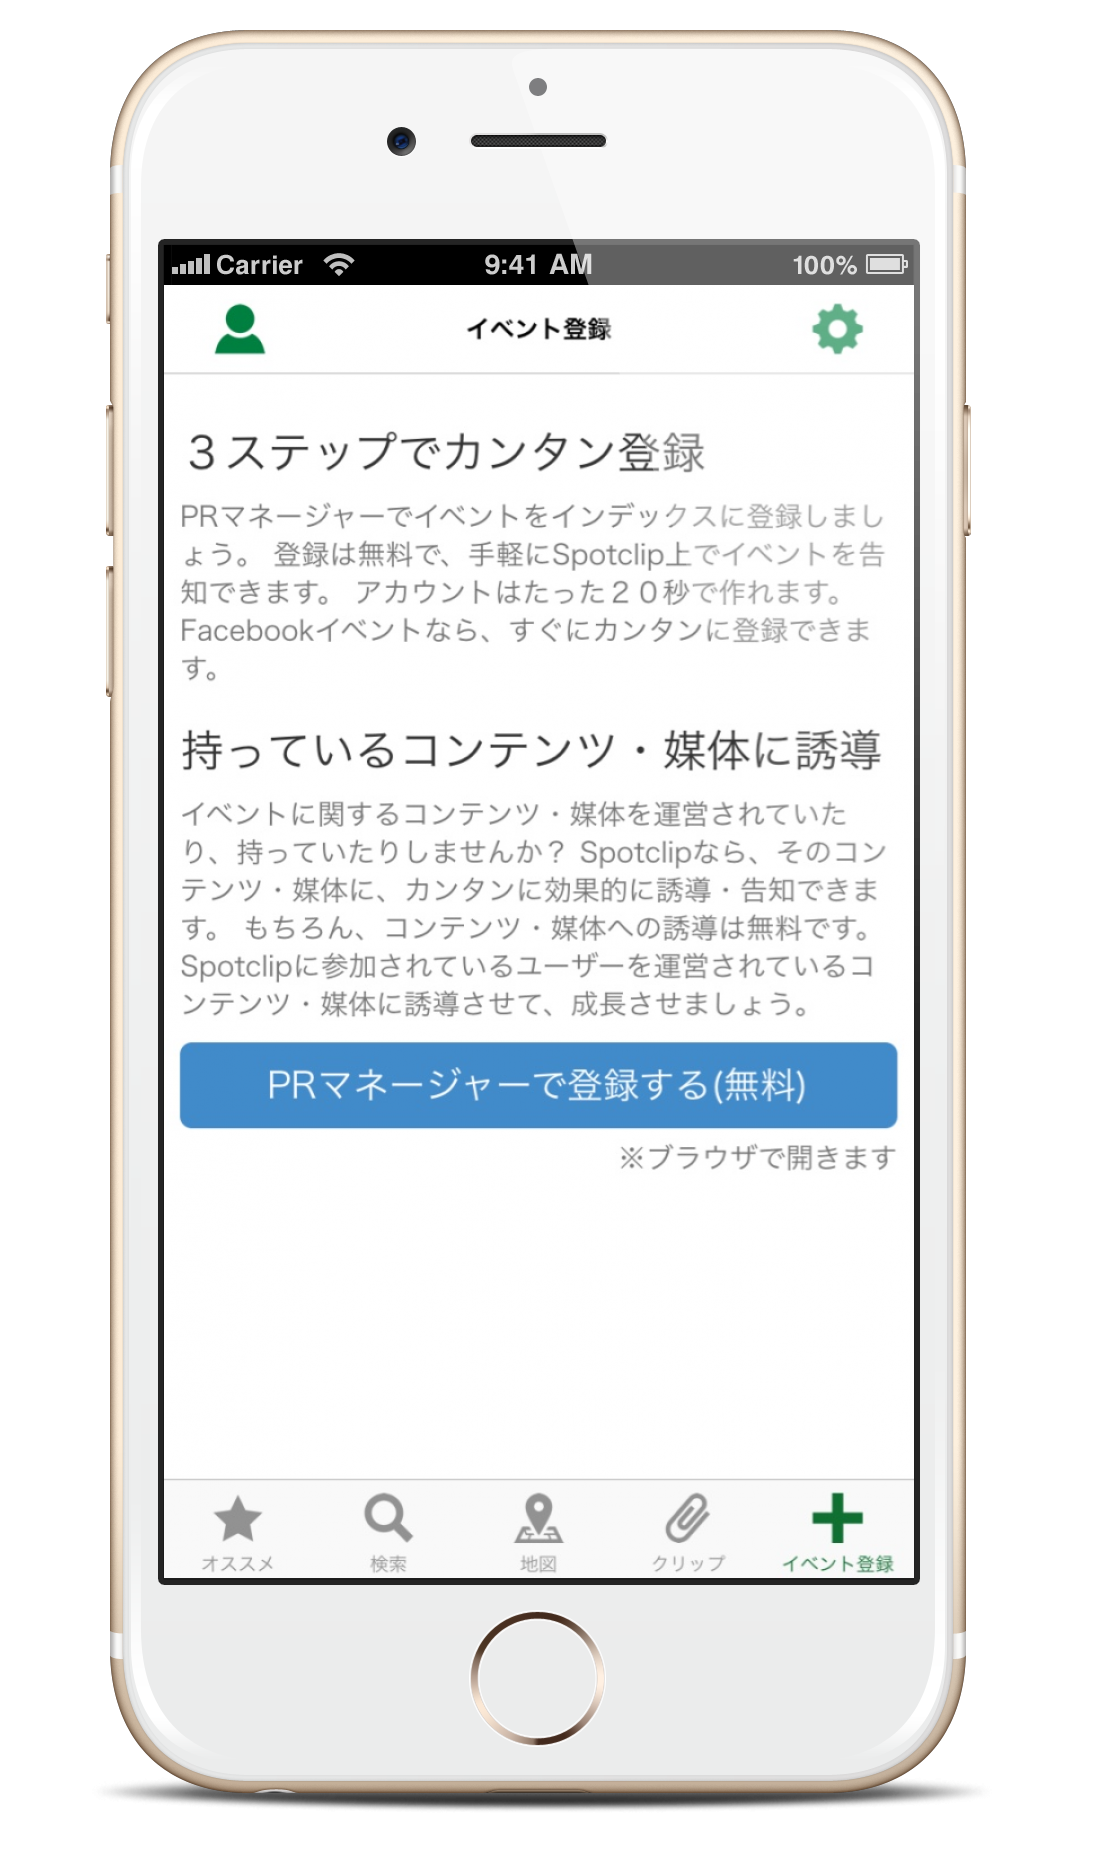 Carrier 9:41 AM 100%
イベント登録
３ステップでカンタン登録
PRマネージャーでイベントをインデックスに登録しまし
ょう。 登録は無料で、手軽にSpotclip上でイベントを告
知できます。 アカウントはたった２０秒で作れます。
Facebookイベントなら、すぐにカンタンに登録できま
す。
持っているコンテンツ・媒体に誘導
イベントに関するコンテンツ・媒体を運営されていた
り、持っていたりしませんか？ Spotclipなら、そのコン
テンツ・媒体に、カンタンに効果的に誘導・告知できま
す。 もちろん、コンテンツ・媒体への誘導は無料です。
Spotclipに参加されているユーザーを運営されているコ
ンテンツ・媒体に誘導させて、成長させましょう。
PRマネージャーで登録する(無料)
※ブラウザで開きます
オススメ 検索 地図 クリップ イベント登録